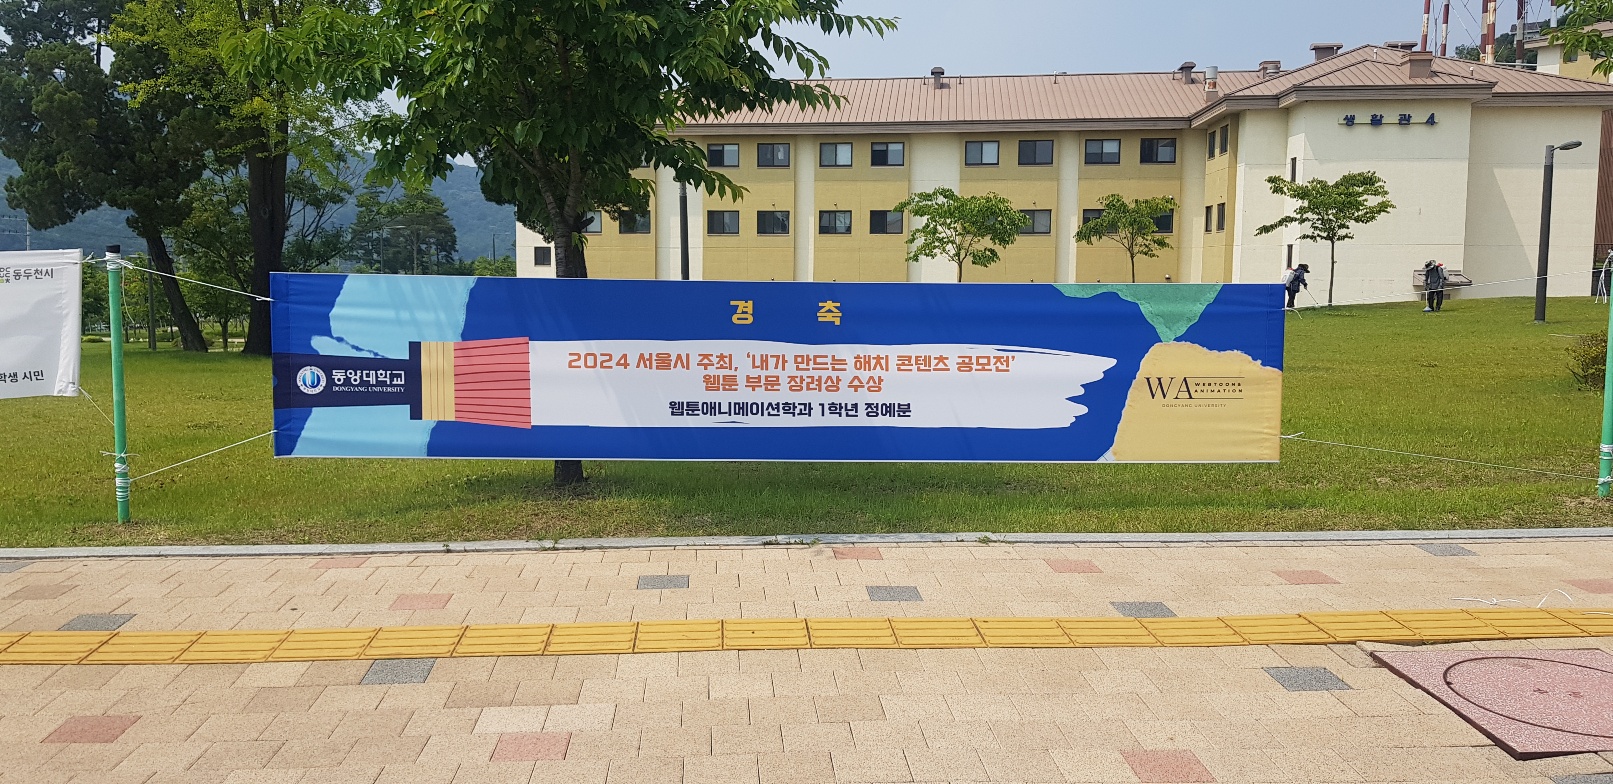 동두천시
학생 시민
생활관 4
경 축
동양대학교
DONGYANG UNIVERSITY
2024 서울시 주최, '내가 만드는 해치 콘텐츠 공모전'
웹툰 부문 장려상 수상
웹툰애니메이션학과 1학년 정예분
WA WEBTOONS
ANIMATION
DONGYANG UNIVERSITY